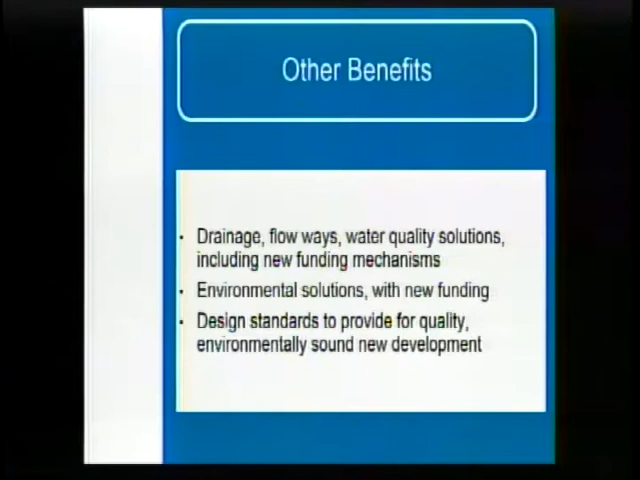 Other Benefits
• Drainage, flow ways, water quality solutions,
including new funding mechanisms
• Environmental solutions, with new funding
• Design standards to provide for quality,
environmentally sound new development